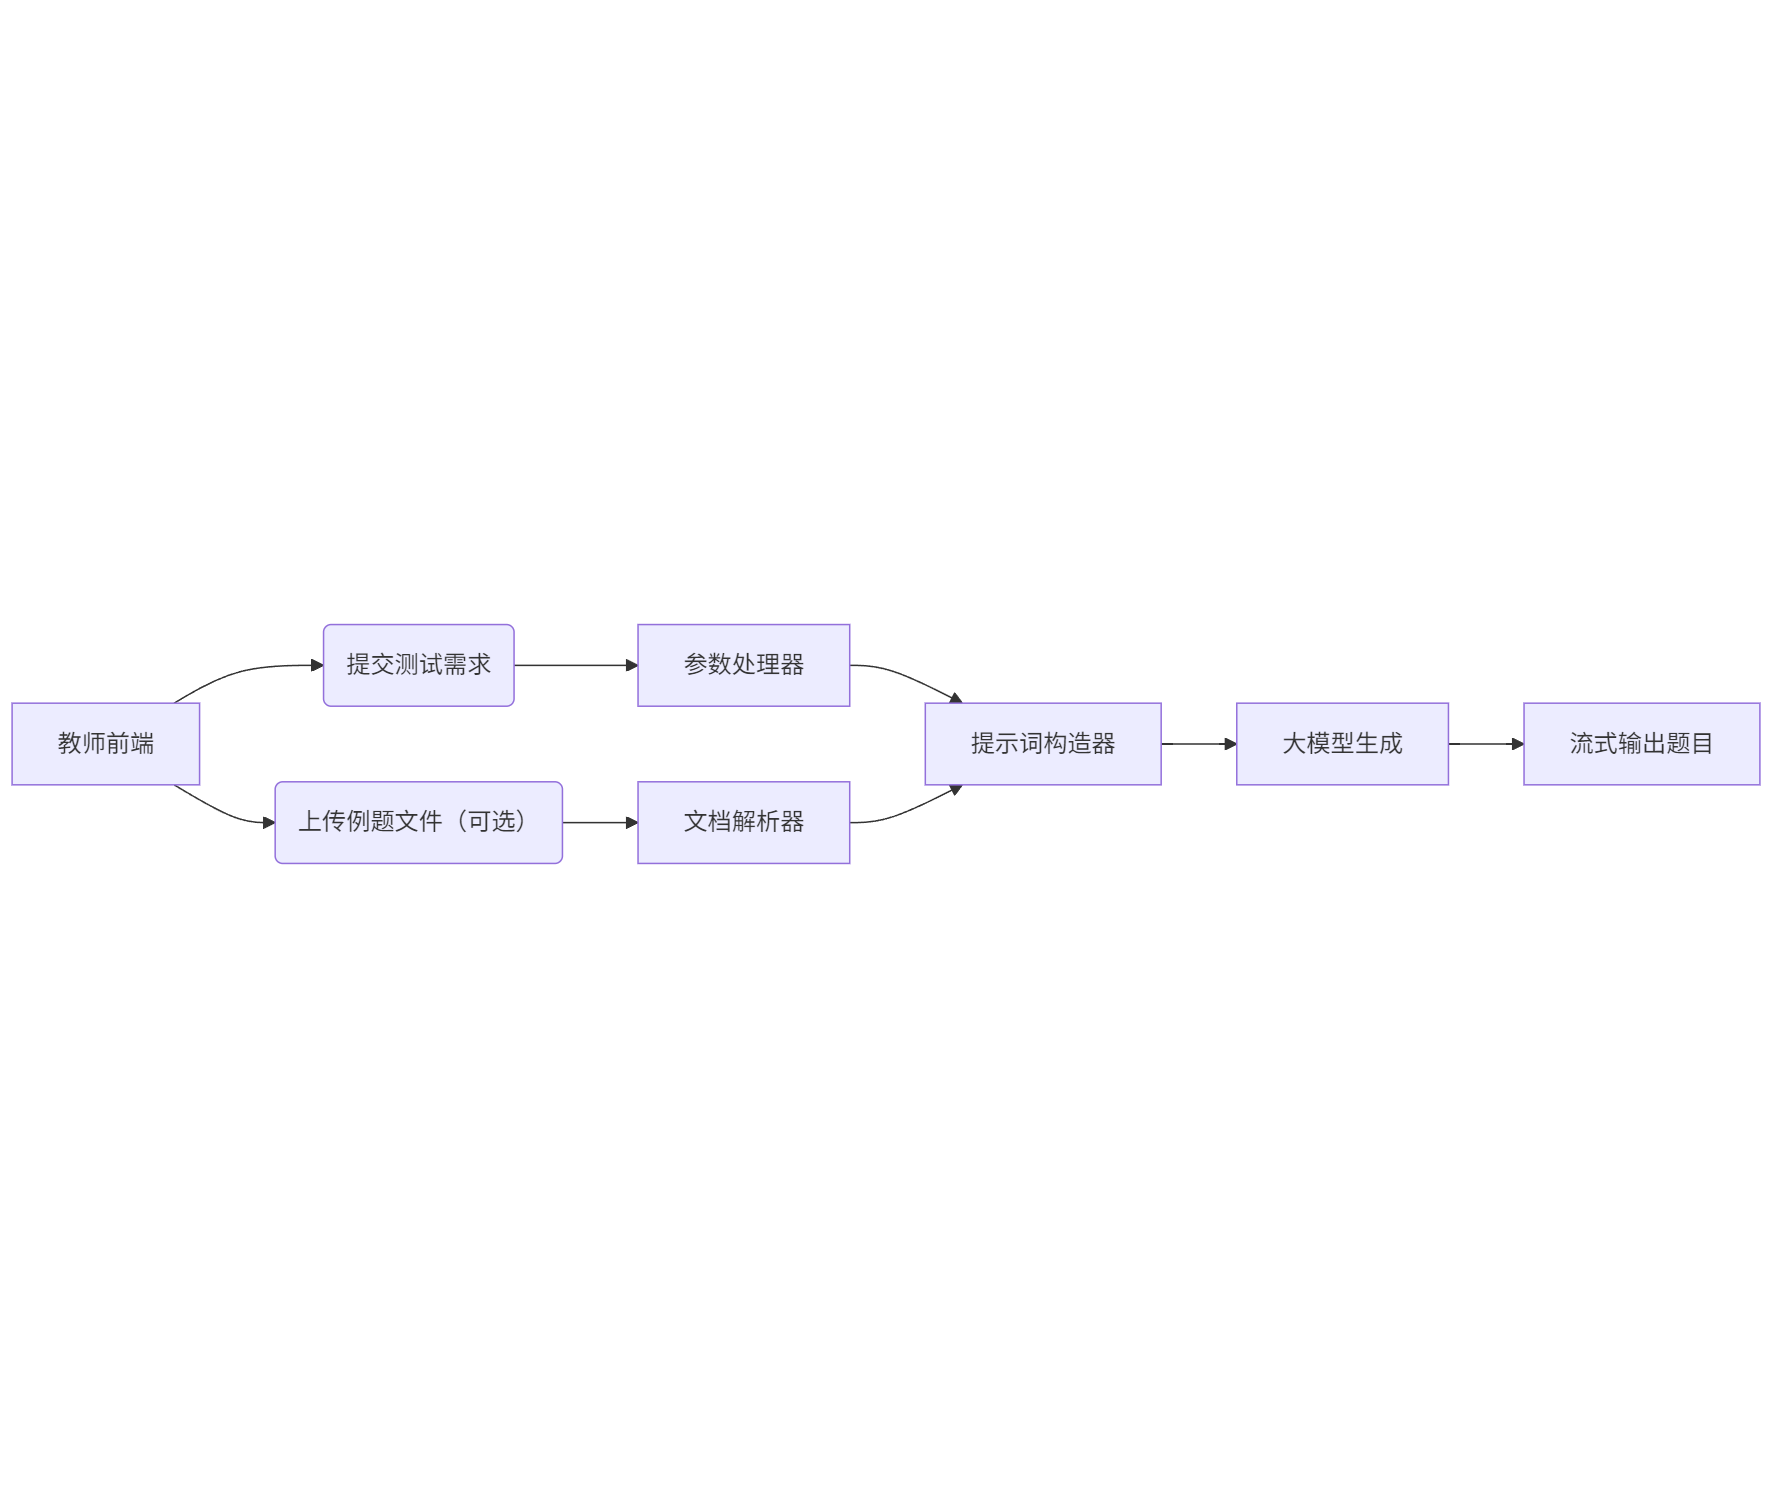 教师前端
提交测试需求
上传例题文件（可选）
参数处理器
文档解析器
提示词构造器
大模型生成
流式输出题目